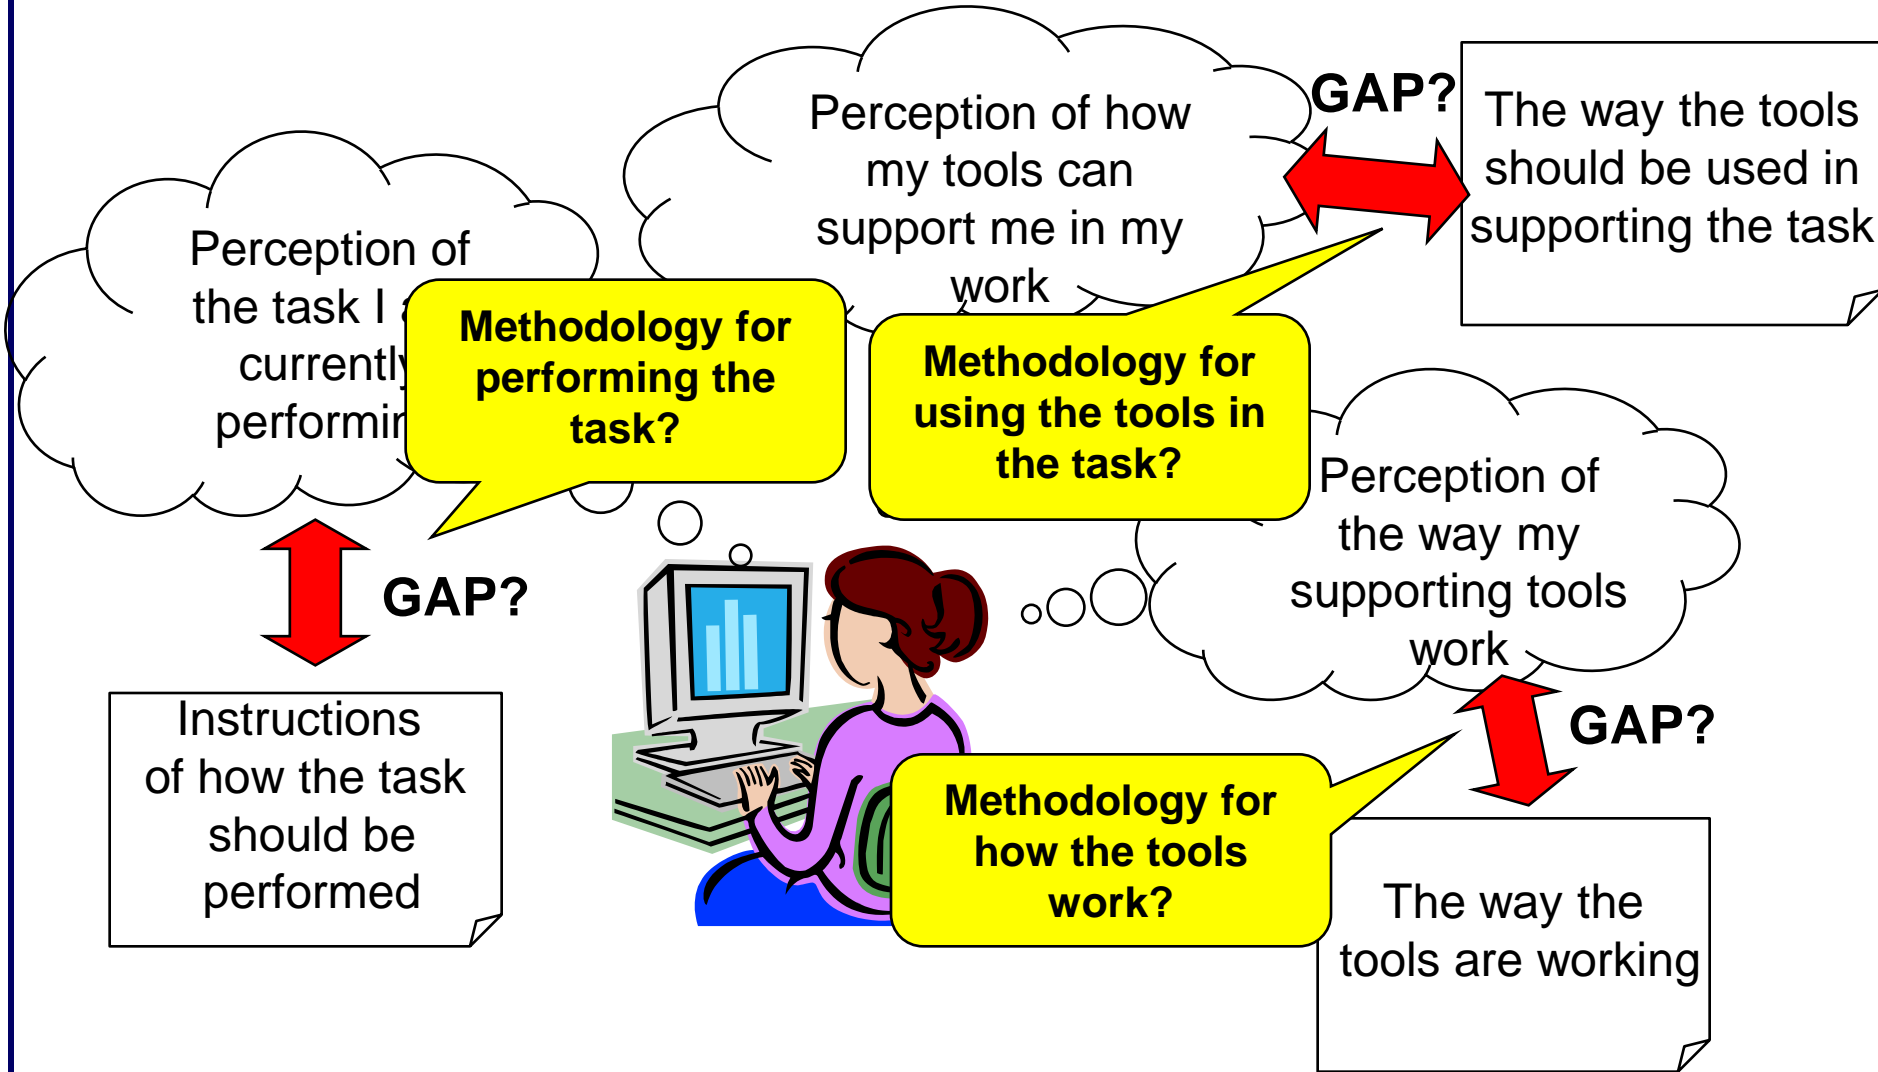 Perception of how
my tools can
support me in my
work
GAP?
The way the tools
should be used in
supporting the task
Perception of
the task I
currently
performin
Methodology for
performing the
task?
Methodology for
using the tools in
the task?
Perception of
the way my
supporting tools
work
GAP?
Instructions
of how the task
should be
performed
GAP?
Methodology for
how the tools
work?
The way the
tools are working